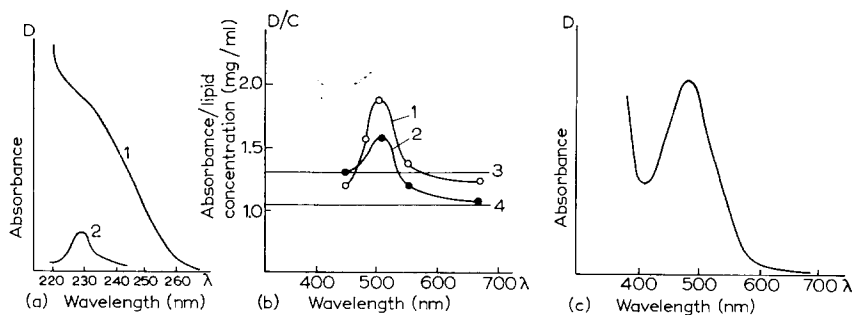 D
Absorbance
1
2
220 230 240 250 260 λ
(a) Wavelength (nm)
D/C
Absorbance/lipid
concentration (mg/ml)
2.0
1.5
1.0
1
2
3
4
400 500 600 700 λ
(b) Wavelength (nm)
D
Absorbance
400 500 600 700 λ
(c) Wavelength (nm)